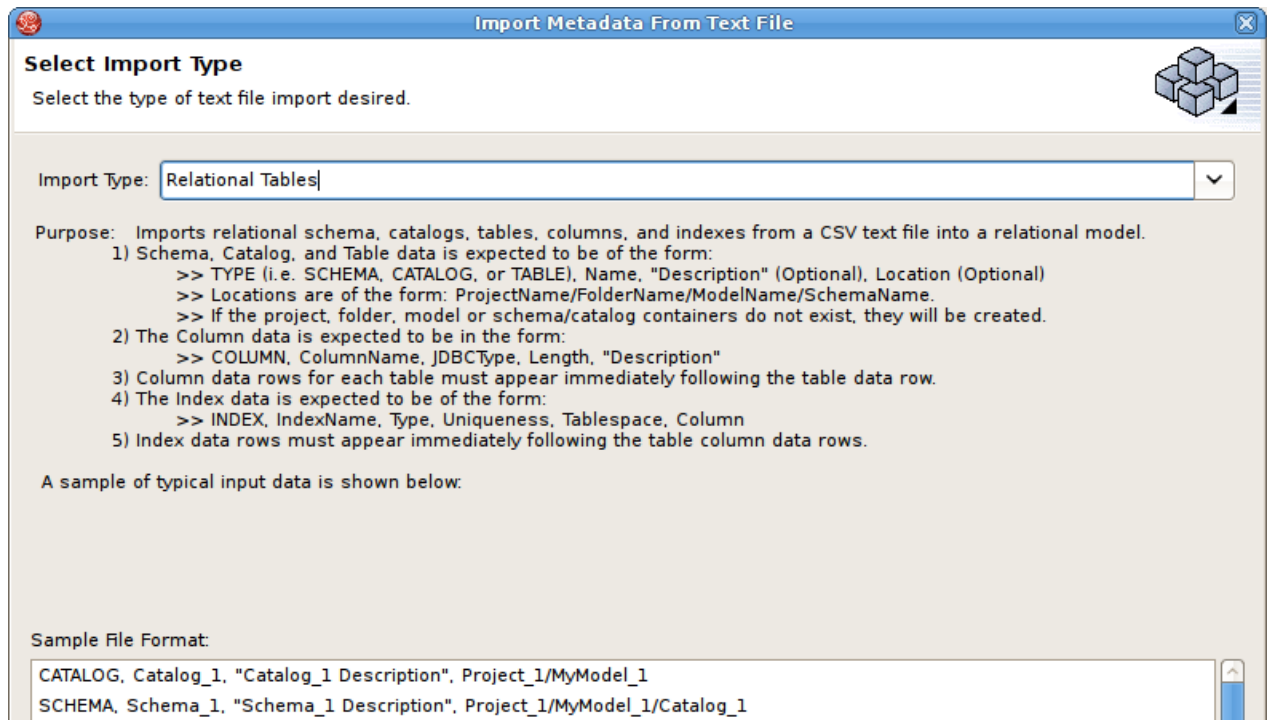 Import Metadata From Text File
Select Import Type
Select the type of text file import desired.
Import Type: Relational Tables
Purpose: Imports relational schema, catalogs, tables, columns, and indexes from a CSV text file into a relational model.
1) Schema, Catalog, and Table data is expected to be of the form:
>> TYPE (i.e. SCHEMA, CATALOG, or TABLE), Name, "Description" (Optional), Location (Optional)
>> Locations are of the form: ProjectName/FolderName/ModelName/SchemaName.
>> If the project, folder, model or schema/catalog containers do not exist, they will be created.
2) The Column data is expected to be in the form:
>> COLUMN, ColumnName, JDBCType, Length, "Description"
3) Column data rows for each table must appear immediately following the table data row.
4) The Index data is expected to be of the form:
>> INDEX, IndexName, Type, Uniqueness, Tablespace, Column
5) Index data rows must appear immediately following the table column data rows.
A sample of typical input data is shown below:
Sample File Format:
CATALOG, Catalog_1, "Catalog_1 Description", Project_1/MyModel_1
SCHEMA, Schema_1, "Schema_1 Description", Project_1/MyModel_1/Catalog_1